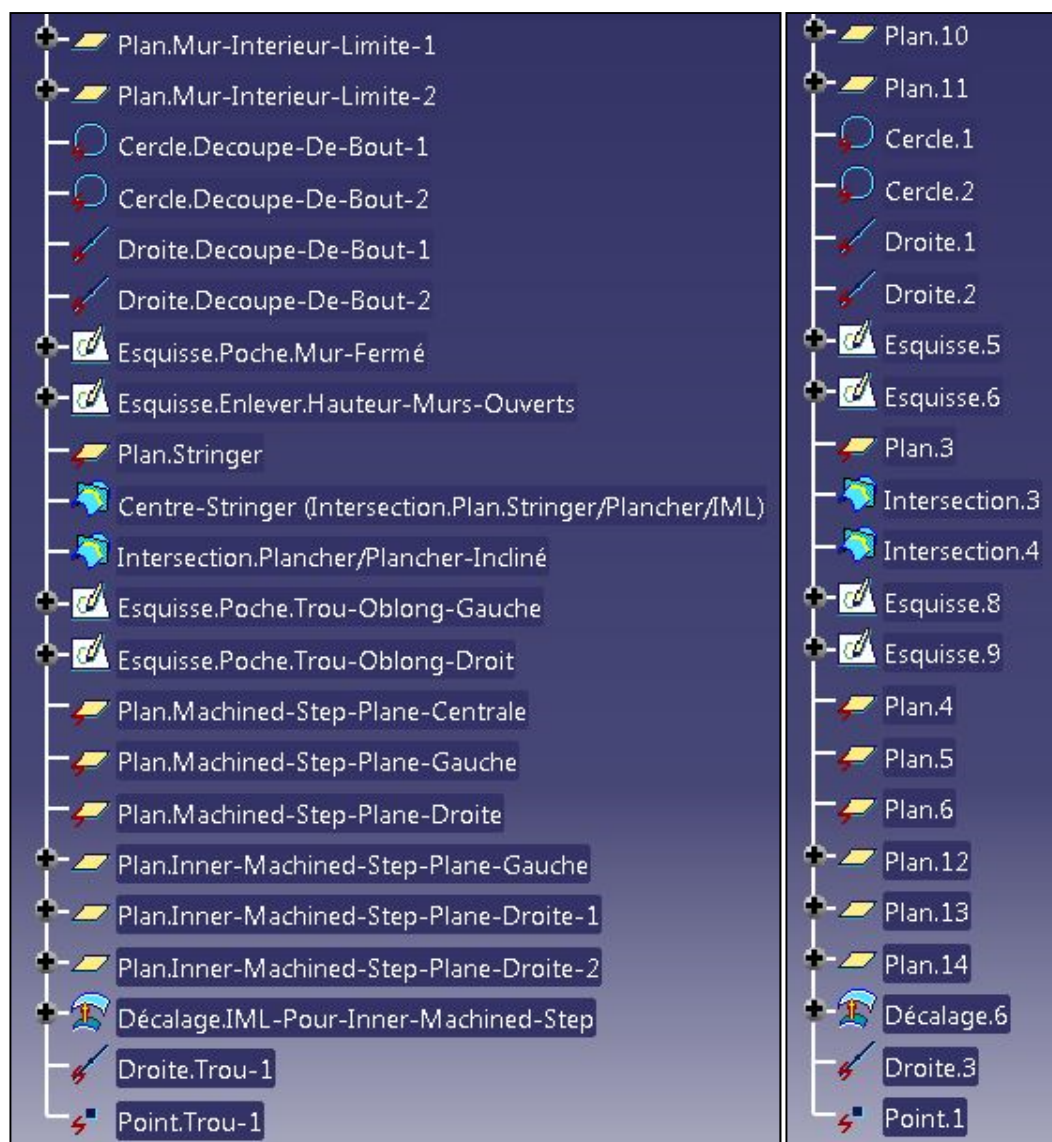 Plan.Mur-Interieur-Limite-1
Plan.Mur-Interieur-Limite-2
Cercle.Decoupe-De-Bout-1
Cercle.Decoupe-De-Bout-2
Droite.Decoupe-De-Bout-1
Droite.Decoupe-De-Bout-2
Esquisse.Poche.Mur-Fermé
Esquisse.Enlever.Hauteur-Murs-Ouverts
Plan.Stringer
Centre-Stringer (Intersection.Plan.Stringer/Plancher/IML)
Intersection.Plancher/Plancher-Incliné
Esquisse.Poche.Trou-Oblong-Gauche
Esquisse.Poche.Trou-Oblong-Droit
Plan.Machined-Step-Plane-Centrale
Plan.Machined-Step-Plane-Gauche
Plan.Machined-Step-Plane-Droite
Plan.Inner-Machined-Step-Plane-Gauche
Plan.Inner-Machined-Step-Plane-Droite-1
Plan.Inner-Machined-Step-Plane-Droite-2
Décalage.IML-Pour-Inner-Machined-Step
Droite.Trou-1
Point.Trou-1
Plan.10
Plan.11
Cercle.1
Cercle.2
Droite.1
Droite.2
Esquisse.5
Esquisse.6
Plan.3
Intersection.3
Intersection.4
Esquisse.8
Esquisse.9
Plan.4
Plan.5
Plan.6
Plan.12
Plan.13
Plan.14
Décalage.6
Droite.3
Point.1